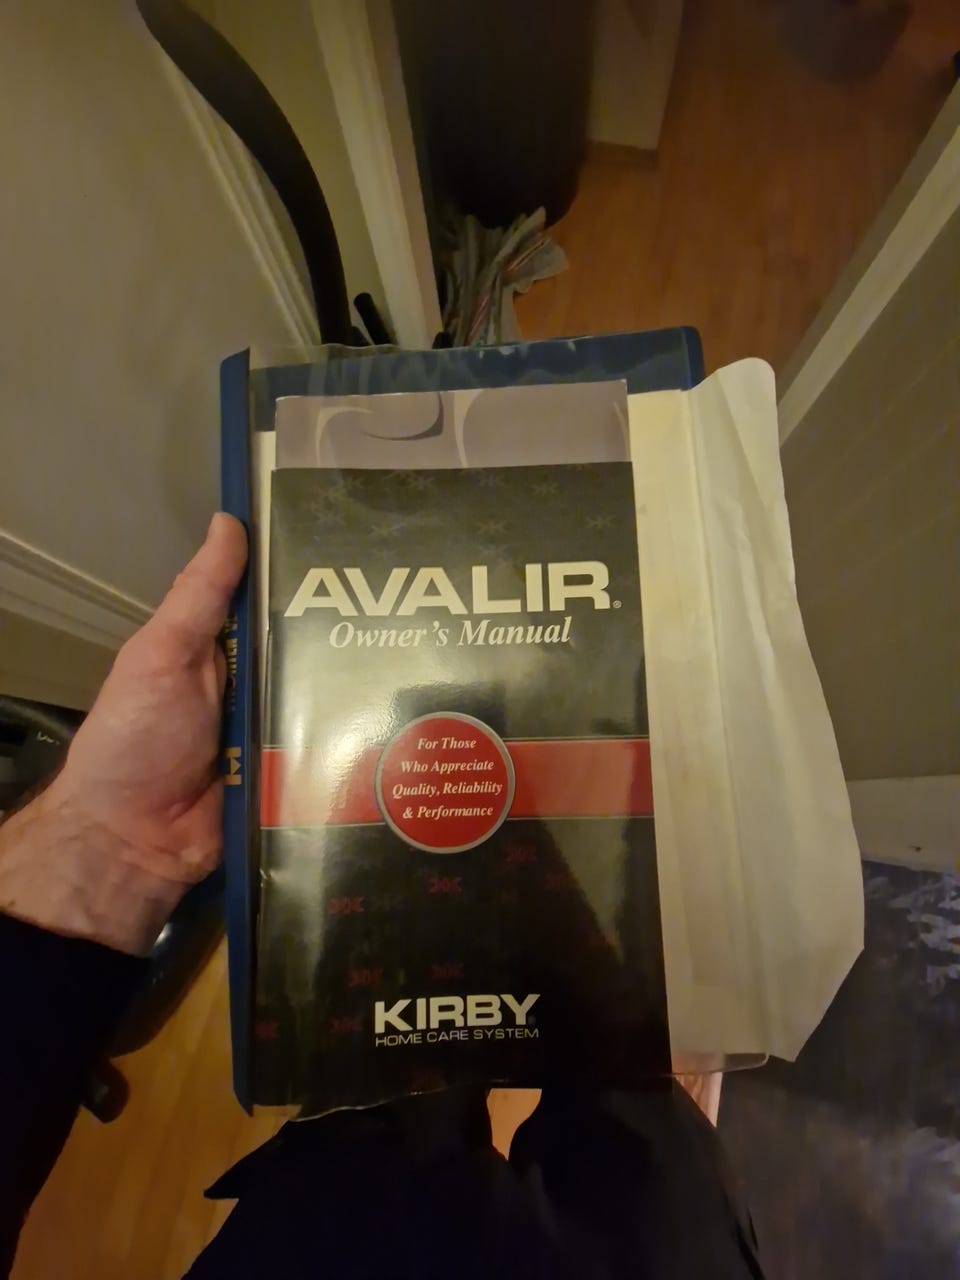 AVALIR®
Owner's Manual
For Those
Who Appreciate
Quality, Reliability
& Performance
KIRBY®
HOME CARE SYSTEM